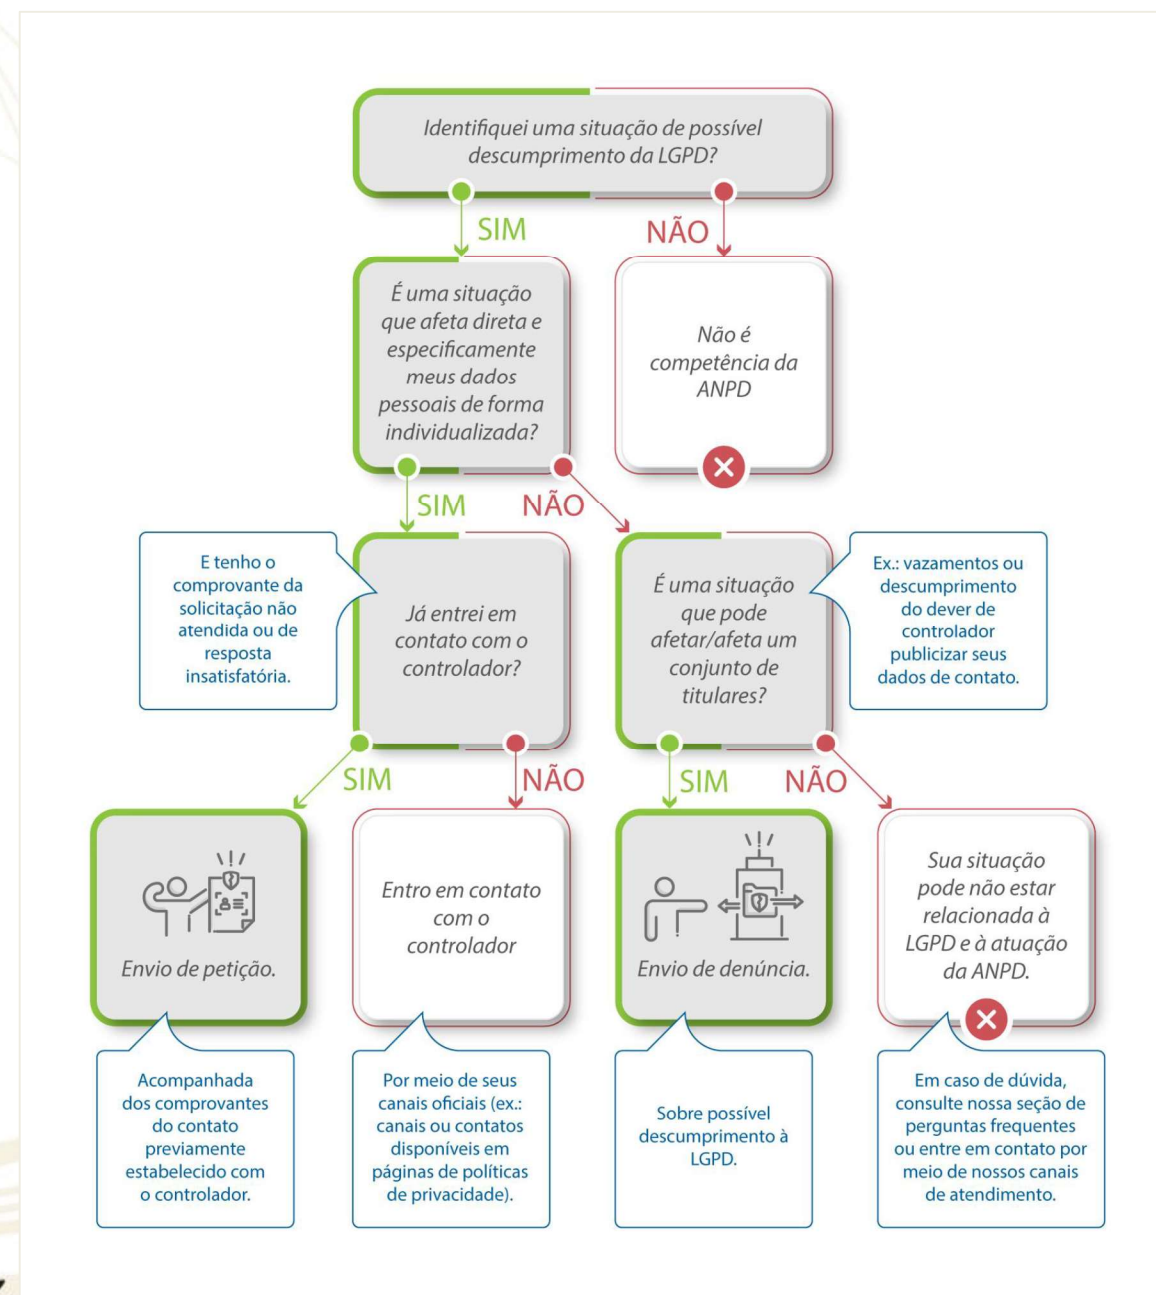 Identifiquei uma situação de possível
descumprimento da LGPD?
SIM
NÃO
É uma situação
que afeta direta e
especificamente
meus dados
pessoais de forma
individualizada?
Não é
competência da
ANPD
SIM
NÃO
E tenho o
comprovante da
solicitação não
atendida ou de
resposta
insatisfatória.
Já entrei em
contato com o
controlador?
É uma situação
que pode
afetar/afeta um
conjunto de
titulares?
Ex.: vazamentos ou
descumprimento
do dever de
controlador
publicizar seus
dados de contato.
SIM
NÃO
SIM
NÃO
Envio de petição.
Entro em contato
com o
controlador
Envio de denúncia.
Sua situação
pode não estar
relacionada à
LGPD e à atuação
da ANPD.
Acompanhada
dos comprovantes
do contato
previamente
estabelecido com
o controlador.
Por meio de seus
canais oficiais (ex.:
canais ou contatos
disponíveis em
páginas de políticas
de privacidade).
Sobre possível
descumprimento à
LGPD.
Em caso de dúvida,
consulte nossa seção de
perguntas frequentes
ou entre em contato por
meio de nossos canais
de atendimento.